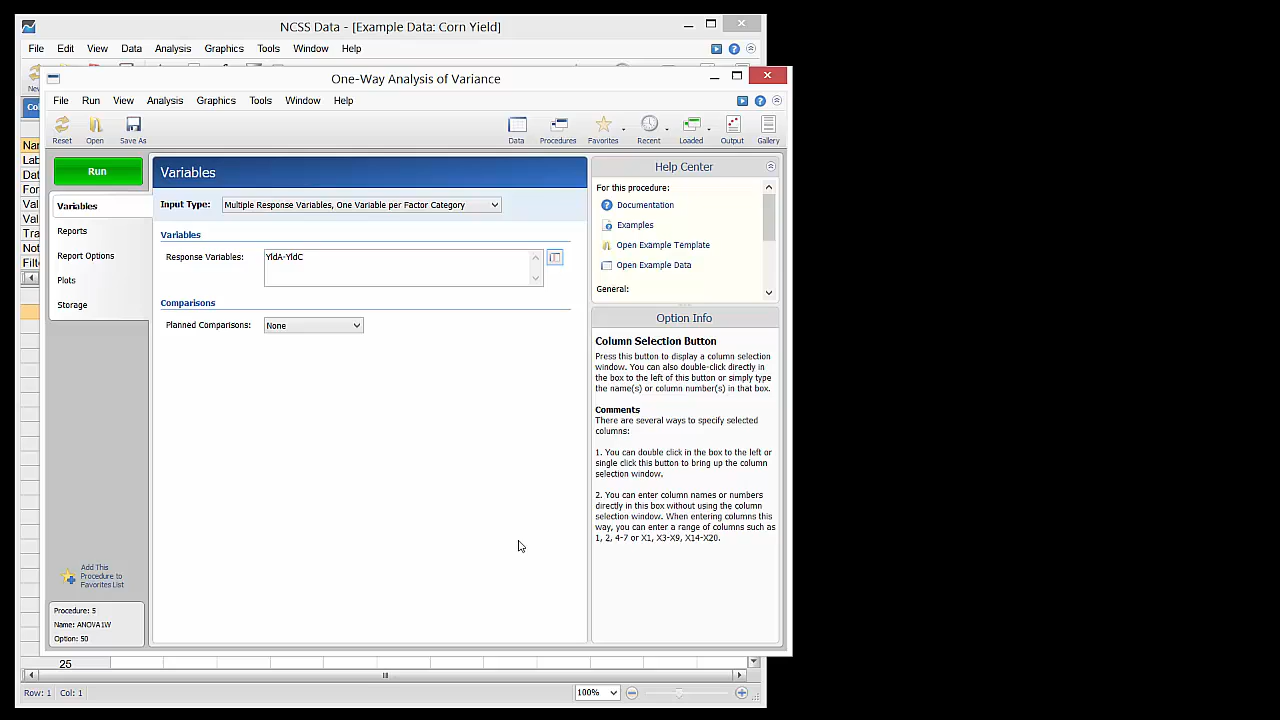 NCSS Data - [Example Data: Corn Yield]
File Edit View Data Analysis Graphics Tools Window Help
One-Way Analysis of Variance
File Run View Analysis Graphics Tools Window Help
Reset Open Save As Data Procedures Favorites Recent Loaded Output Gallery
Run
Variables
Reports
Report Options
Plots
Storage
Add This
Procedure to
Favorites List
Procedure: 5
Name: ANOVA1W
Option: 50
Variables
Input Type: Multiple Response Variables, One Variable per Factor Category
Variables
Response Variables: YldA-YldC
Comparisons
Planned Comparisons: None
Help Center
For this procedure:
Documentation
Examples
Open Example Template
Open Example Data
General:
Option Info
Column Selection Button
Press this button to display a column selection
window. You can also double-click directly in
the box to the left of this button or simply type
the name(s) or column number(s) in that box.
Comments
There are several ways to specify selected
columns:
1. You can double click in the box to the left or
single click this button to bring up the column
selection window.
2. You can enter column names or numbers
directly in this box without using the column
selection window. When entering columns this
way, you can enter a range of columns such as
1, 2, 4-7 or X1, X3-X9, X14-X20.
25
Row: 1 Col: 1
100%